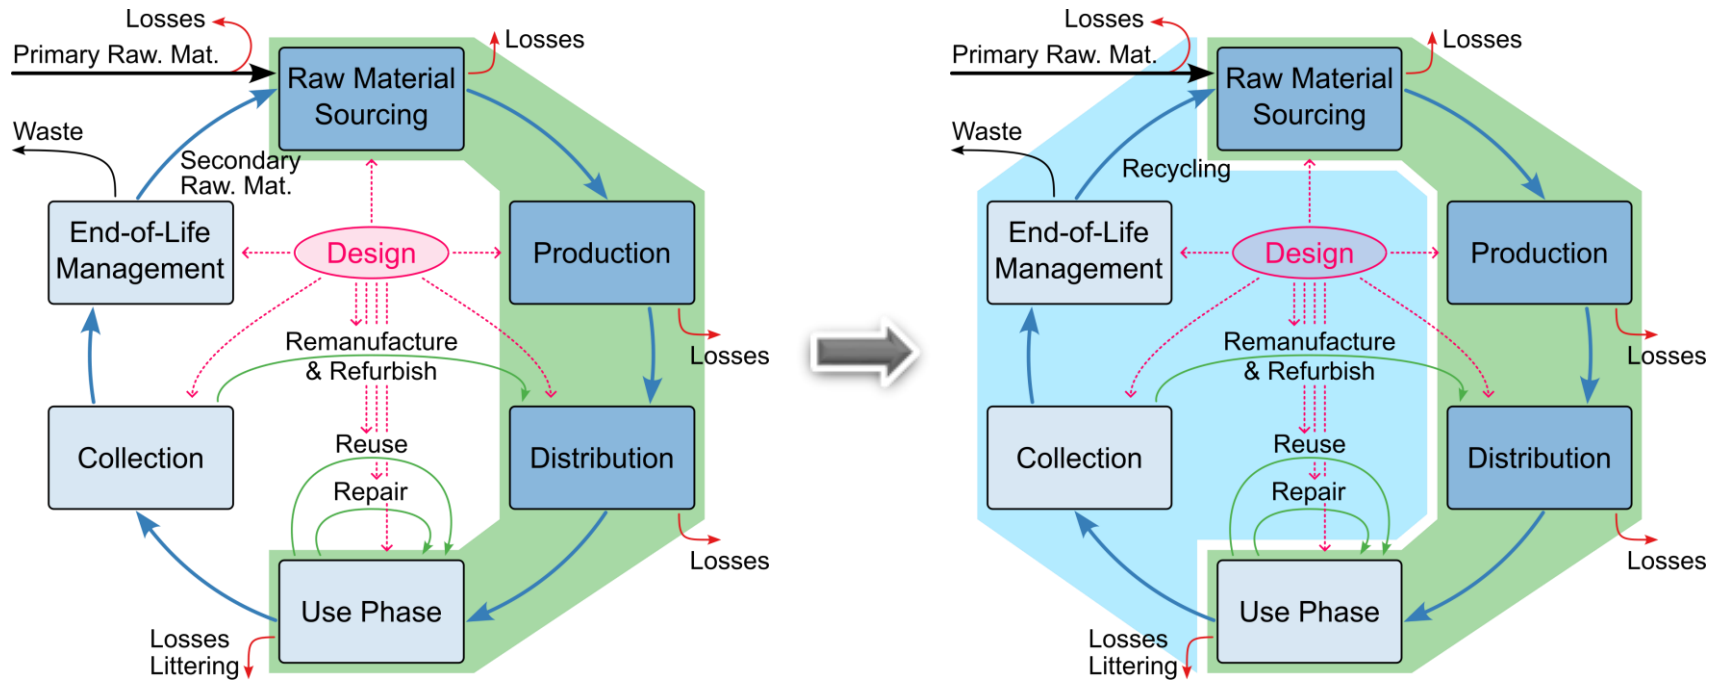 Losses
Primary Raw. Mat.
Losses
Raw Material
Sourcing
Waste
Secondary
Raw. Mat.
End-of-Life
Management
Design
Production
Remanufacture
& Refurbish
Losses
Collection
Reuse
Distribution
Repair
Losses
Use Phase
Losses
Littering
Losses
Primary Raw. Mat.
Losses
Raw Material
Sourcing
Waste
Recycling
End-of-Life
Management
Design
Production
Remanufacture
& Refurbish
Losses
Collection
Reuse
Distribution
Repair
Losses
Use Phase
Losses
Littering